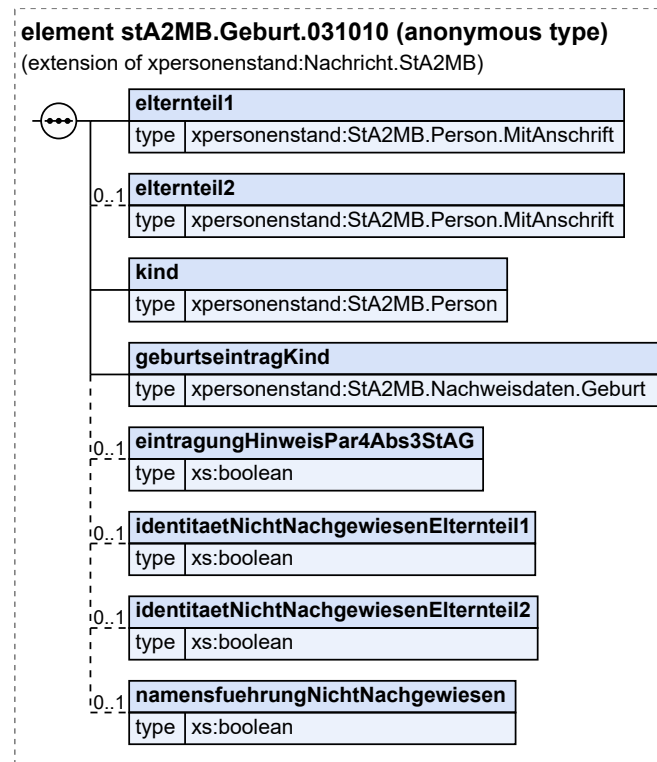 element stA2MB.Geburt.031010 (anonymous type)
(extension of xpersonenstand:Nachricht.StA2MB)
elternteil1
type xpersonenstand:StA2MB.Person.MitAnschrift
0..1 elternteil2
type xpersonenstand:StA2MB.Person.MitAnschrift
kind
type xpersonenstand:StA2MB.Person
geburtseintragKind
type xpersonenstand:StA2MB.Nachweisdaten.Geburt
0..1 eintragungHinweisPar4Abs3StAG
type xs:boolean
0..1 identitaetNichtNachgewiesenElternteil1
type xs:boolean
0..1 identitaetNichtNachgewiesenElternteil2
type xs:boolean
0..1 namensfuehrungNichtNachgewiesen
type xs:boolean